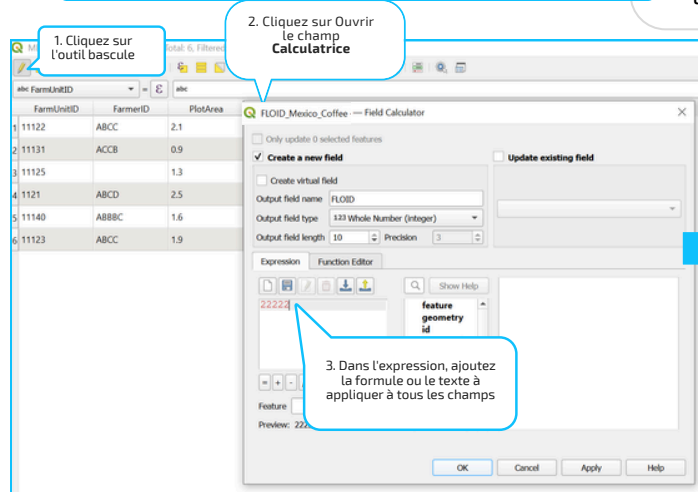 1. Cliquez sur
l'outil bascule
2. Cliquez sur Ouvrir
le champ
Calculatrice
Total: 6, Filtered
abc FarmUnitID
= ε
abc
FarmUnitID FarmerID PlotArea
1 11122 ABCC 2.1
2 11131 ACCB 0.9
3 11125 1.3
4 1121 ABCD 2.5
5 11140 ABBBC 1.6
6 11123 ABCC 1.9
FLOID_Mexico_Coffee — Field Calculator
Only update 0 selected features
Create a new field
Update existing field
Create virtual field
Output field name FLOID
Output field type 123 Whole Number (integer)
Output field length 10 Precision 3
Expression Function Editor
Show Help
22222
feature
geometry
id
3. Dans l'expression, ajoutez
la formule ou le texte à
appliquer à tous les champs
= + -
Feature
Preview:
OK Cancel Apply Help